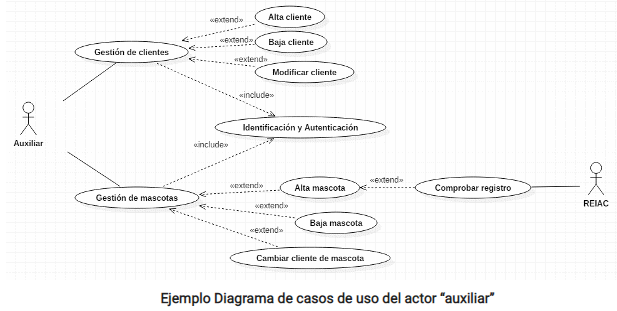 «extend»
Alta cliente
«extend»
Baja cliente
Gestión de clientes
«extend»
Modificar cliente
«include»
Identificación y Autenticación
Auxiliar
«include»
«extend»
Alta mascota
«extend»
Comprobar registro
Gestión de mascotas
REIAC
«extend»
Baja mascota
«extend»
Cambiar cliente de mascota
Ejemplo Diagrama de casos de uso del actor “auxiliar”